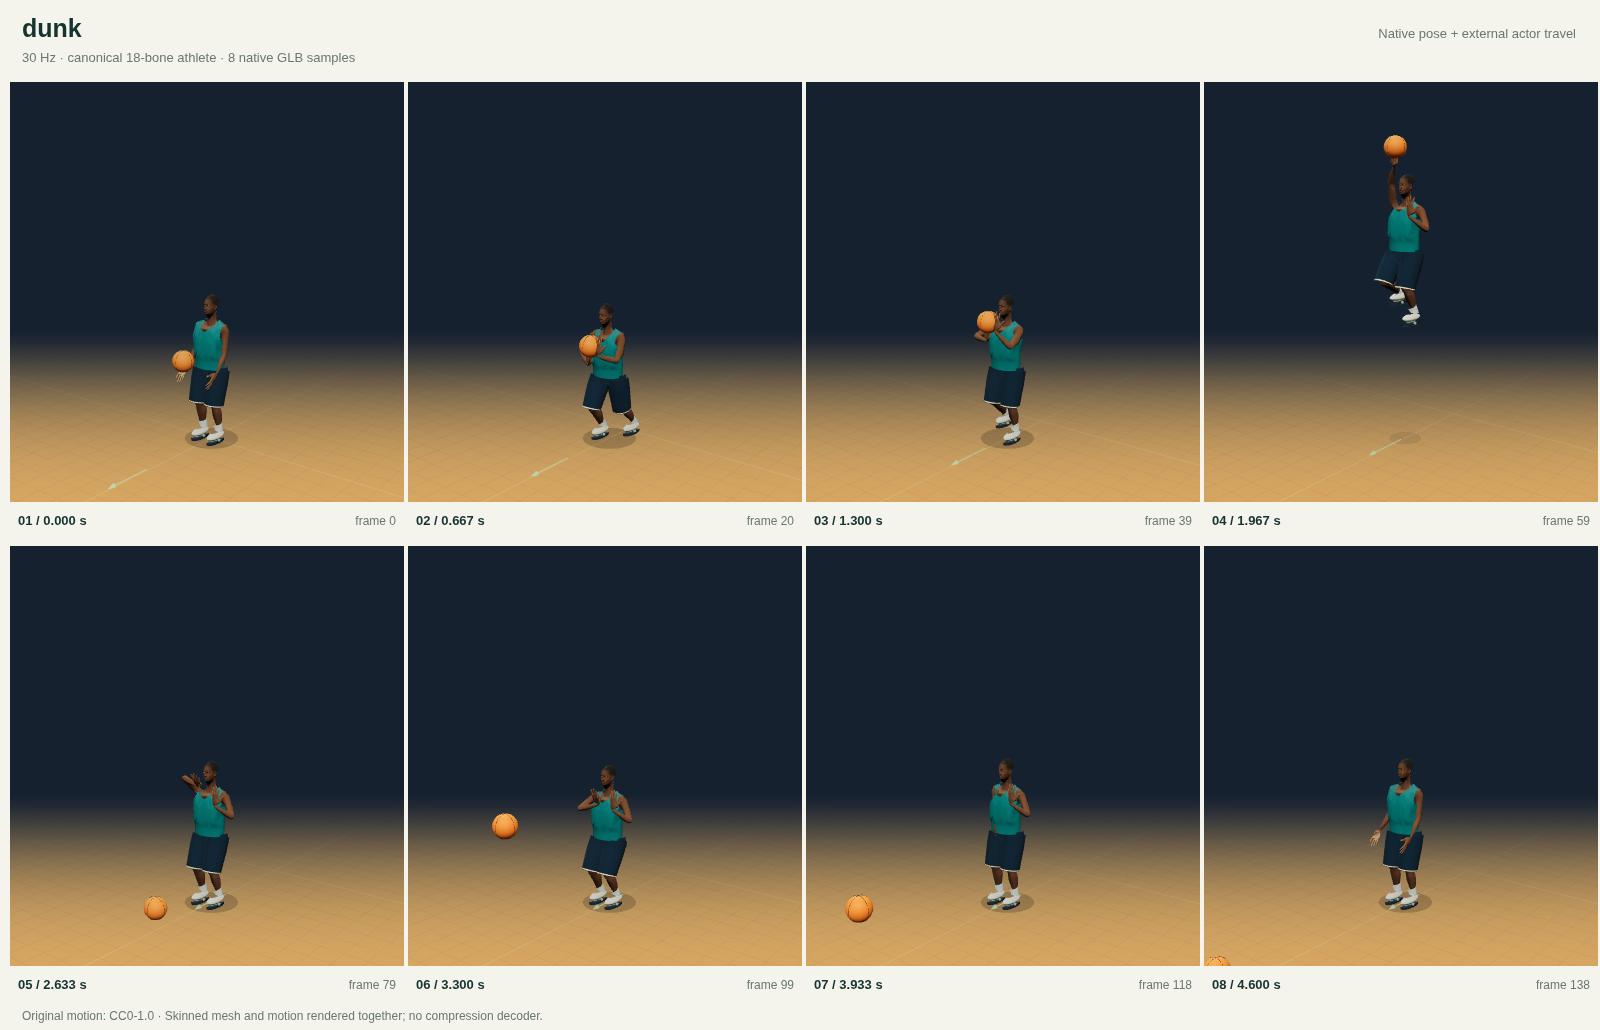 dunk
Native pose + external actor travel
30 Hz · canonical 18-bone athlete · 8 native GLB samples
01 / 0.000 s frame 0
02 / 0.667 s frame 20
03 / 1.300 s frame 39
04 / 1.967 s frame 59
05 / 2.633 s frame 79
06 / 3.300 s frame 99
07 / 3.933 s frame 118
08 / 4.600 s frame 138
Original motion: CC0-1.0 · Skinned mesh and motion rendered together; no compression decoder.